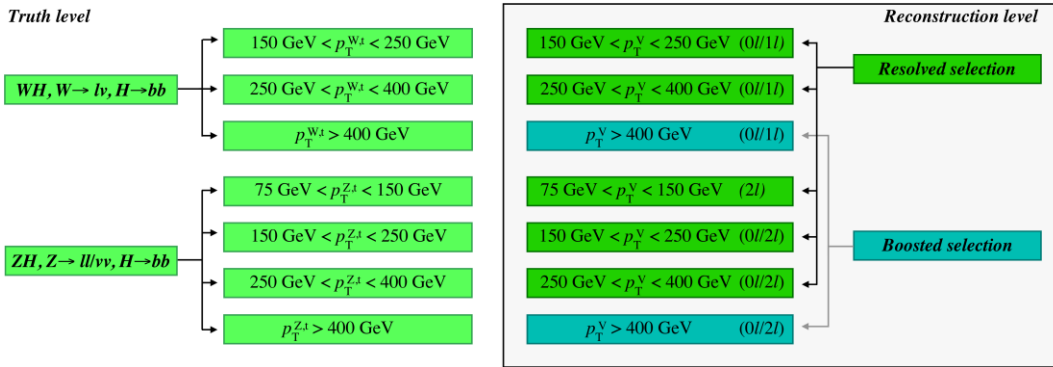 Truth level
WH, W→ lν, H→bb
150 GeV < p_T^{W,t} < 250 GeV
250 GeV < p_T^{W,t} < 400 GeV
p_T^{W,t} > 400 GeV
ZH, Z→ ll/νν, H→bb
75 GeV < p_T^{Z,t} < 150 GeV
150 GeV < p_T^{Z,t} < 250 GeV
250 GeV < p_T^{Z,t} < 400 GeV
p_T^{Z,t} > 400 GeV
Reconstruction level
150 GeV < p_T^V < 250 GeV (0l/1l)
250 GeV < p_T^V < 400 GeV (0l/1l)
p_T^V > 400 GeV (0l/1l)
75 GeV < p_T^V < 150 GeV (2l)
150 GeV < p_T^V < 250 GeV (0l/2l)
250 GeV < p_T^V < 400 GeV (0l/2l)
p_T^V > 400 GeV (0l/2l)
Resolved selection
Boosted selection